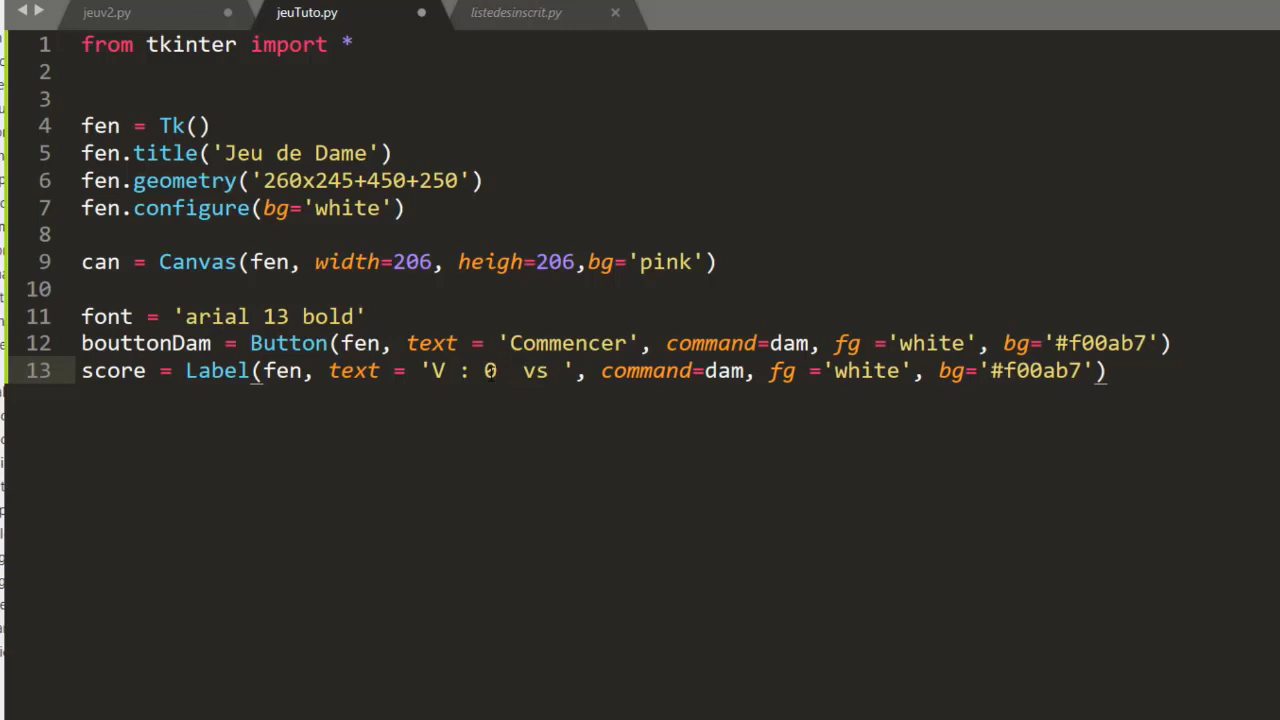 jeuv2.py jeuTuto.py listedesinscrit.py
1 from tkinter import *
2
3
4 fen = Tk()
5 fen.title('Jeu de Dame')
6 fen.geometry('260x245+450+250')
7 fen.configure(bg='white')
8
9 can = Canvas(fen, width=206, heigh=206,bg='pink')
10
11 font = 'arial 13 bold'
12 bouttonDam = Button(fen, text = 'Commencer', command=dam, fg ='white', bg='#f00ab7')
13 score = Label(fen, text = 'V : 0  vs ', command=dam, fg ='white', bg='#f00ab7')